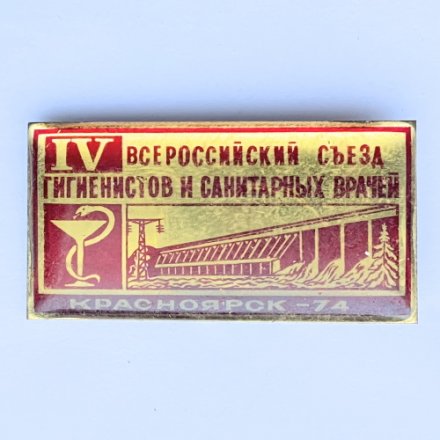 IV ВСЕРОССИЙСКИЙ СЪЕЗД
ГИГИЕНИСТОВ И САНИТАРНЫХ ВРАЧЕЙ
КРАСНОЯРСК -74